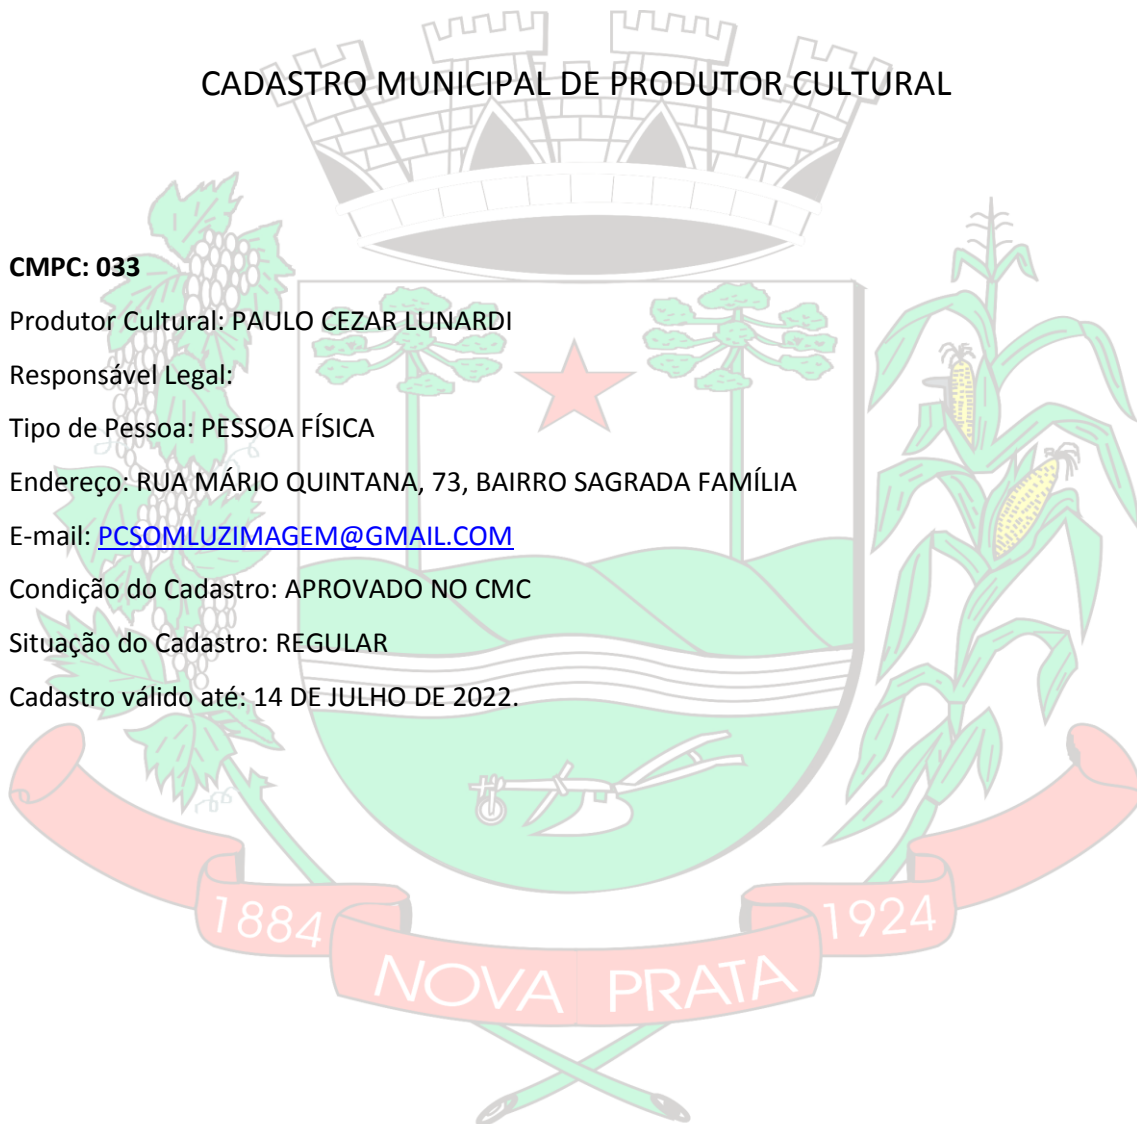 CADASTRO MUNICIPAL DE PRODUTOR CULTURAL
CMPC: 033
Produtor Cultural: PAULO CEZAR LUNARDI
Responsável Legal:
Tipo de Pessoa: PESSOA FÍSICA
Endereço: RUA MÁRIO QUINTANA, 73, BAIRRO SAGRADA FAMÍLIA
E-mail: PCSOMLUZIMAGEM@GMAIL.COM
Condição do Cadastro: APROVADO NO CMC
Situação do Cadastro: REGULAR
Cadastro válido até: 14 DE JULHO DE 2022.
1884 1924
NOVA PRATA